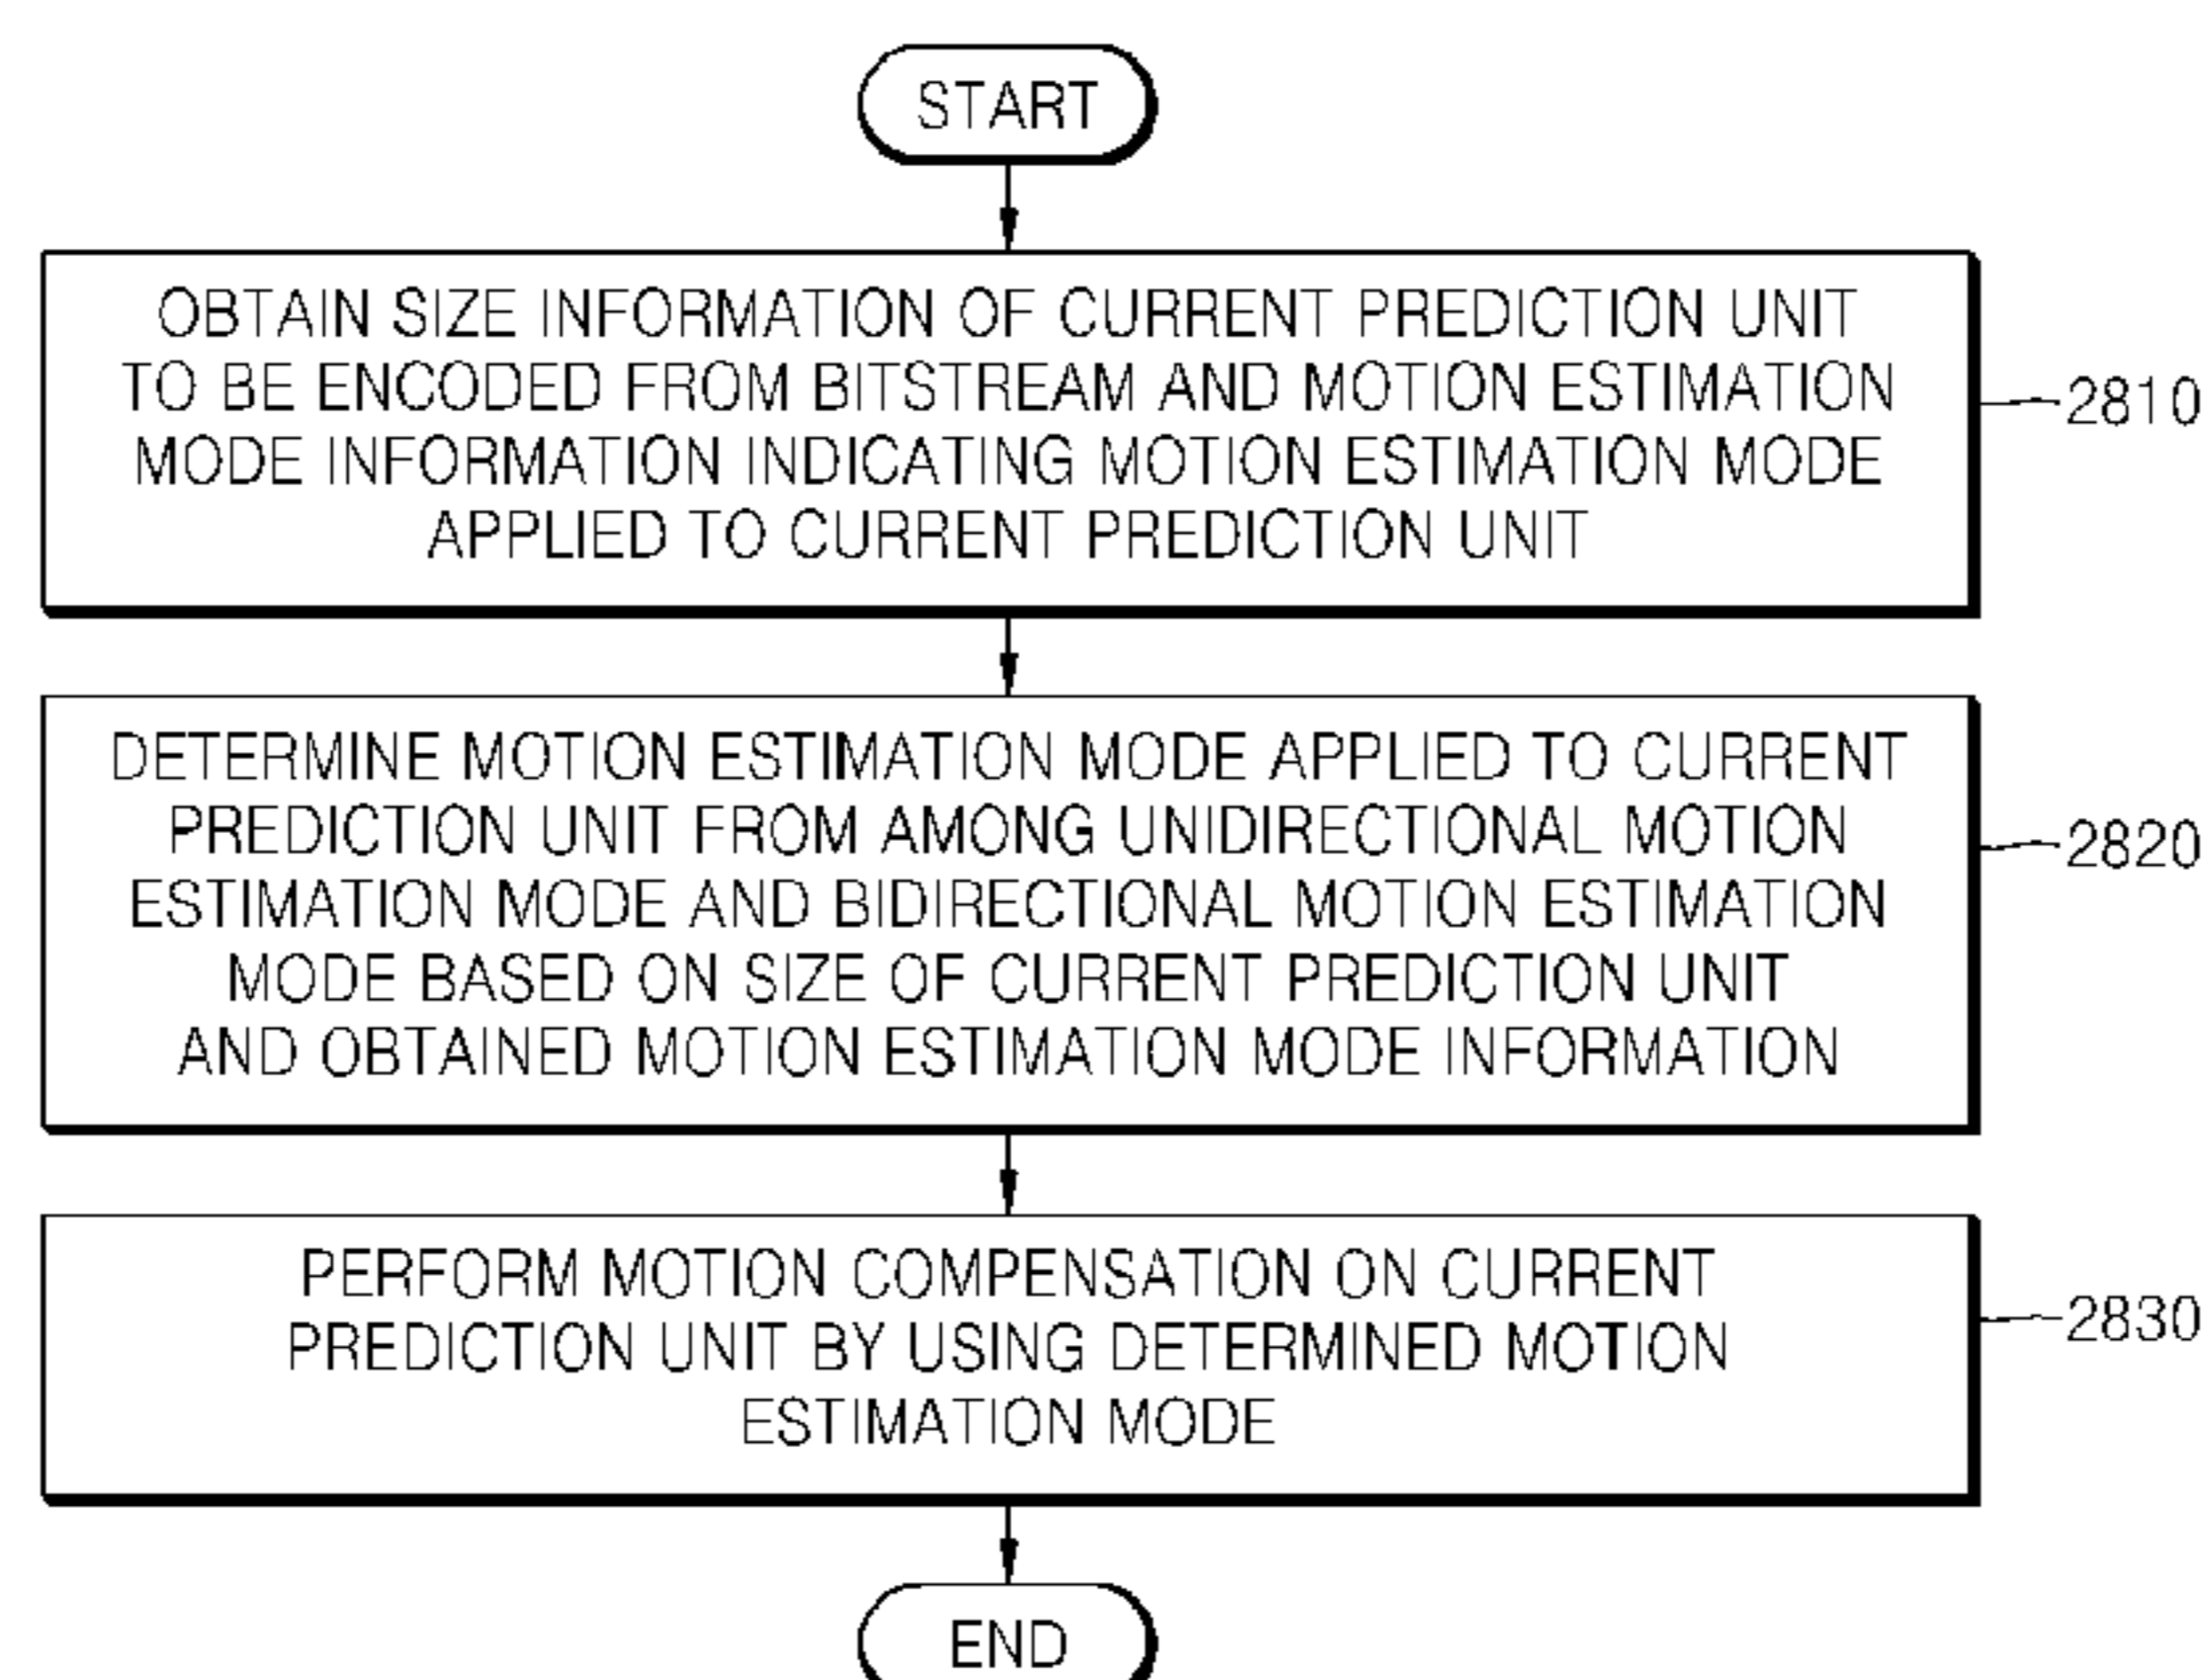 START
OBTAIN SIZE INFORMATION OF CURRENT PREDICTION UNIT
TO BE ENCODED FROM BITSTREAM AND MOTION ESTIMATION
MODE INFORMATION INDICATING MOTION ESTIMATION MODE
APPLIED TO CURRENT PREDICTION UNIT
2810
DETERMINE MOTION ESTIMATION MODE APPLIED TO CURRENT
PREDICTION UNIT FROM AMONG UNIDIRECTIONAL MOTION
ESTIMATION MODE AND BIDIRECTIONAL MOTION ESTIMATION
MODE BASED ON SIZE OF CURRENT PREDICTION UNIT
AND OBTAINED MOTION ESTIMATION MODE INFORMATION
2820
PERFORM MOTION COMPENSATION ON CURRENT
PREDICTION UNIT BY USING DETERMINED MOTION
ESTIMATION MODE
2830
END